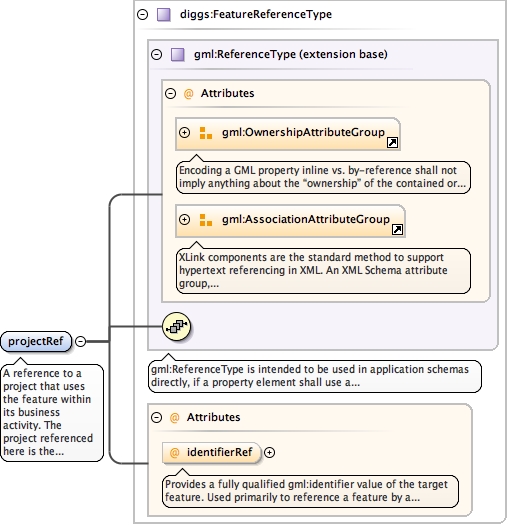 diggs:FeatureReferenceType
gml:ReferenceType (extension base)
@ Attributes
gml:OwnershipAttributeGroup
Encoding a GML property inline vs. by-reference shall not
imply anything about the “ownership” of the contained or...
gml:AssociationAttributeGroup
XLink components are the standard method to support
hypertext referencing in XML. An XML Schema attribute
group,...
projectRef
A reference to a
project that uses
the feature within
its business
activity. The
project referenced
here is the...
gml:ReferenceType is intended to be used in application schemas
directly, if a property element shall use a...
@ Attributes
@ identifierRef
Provides a fully qualified gml:identifier value of the target
feature. Used primarily to reference a feature by a...